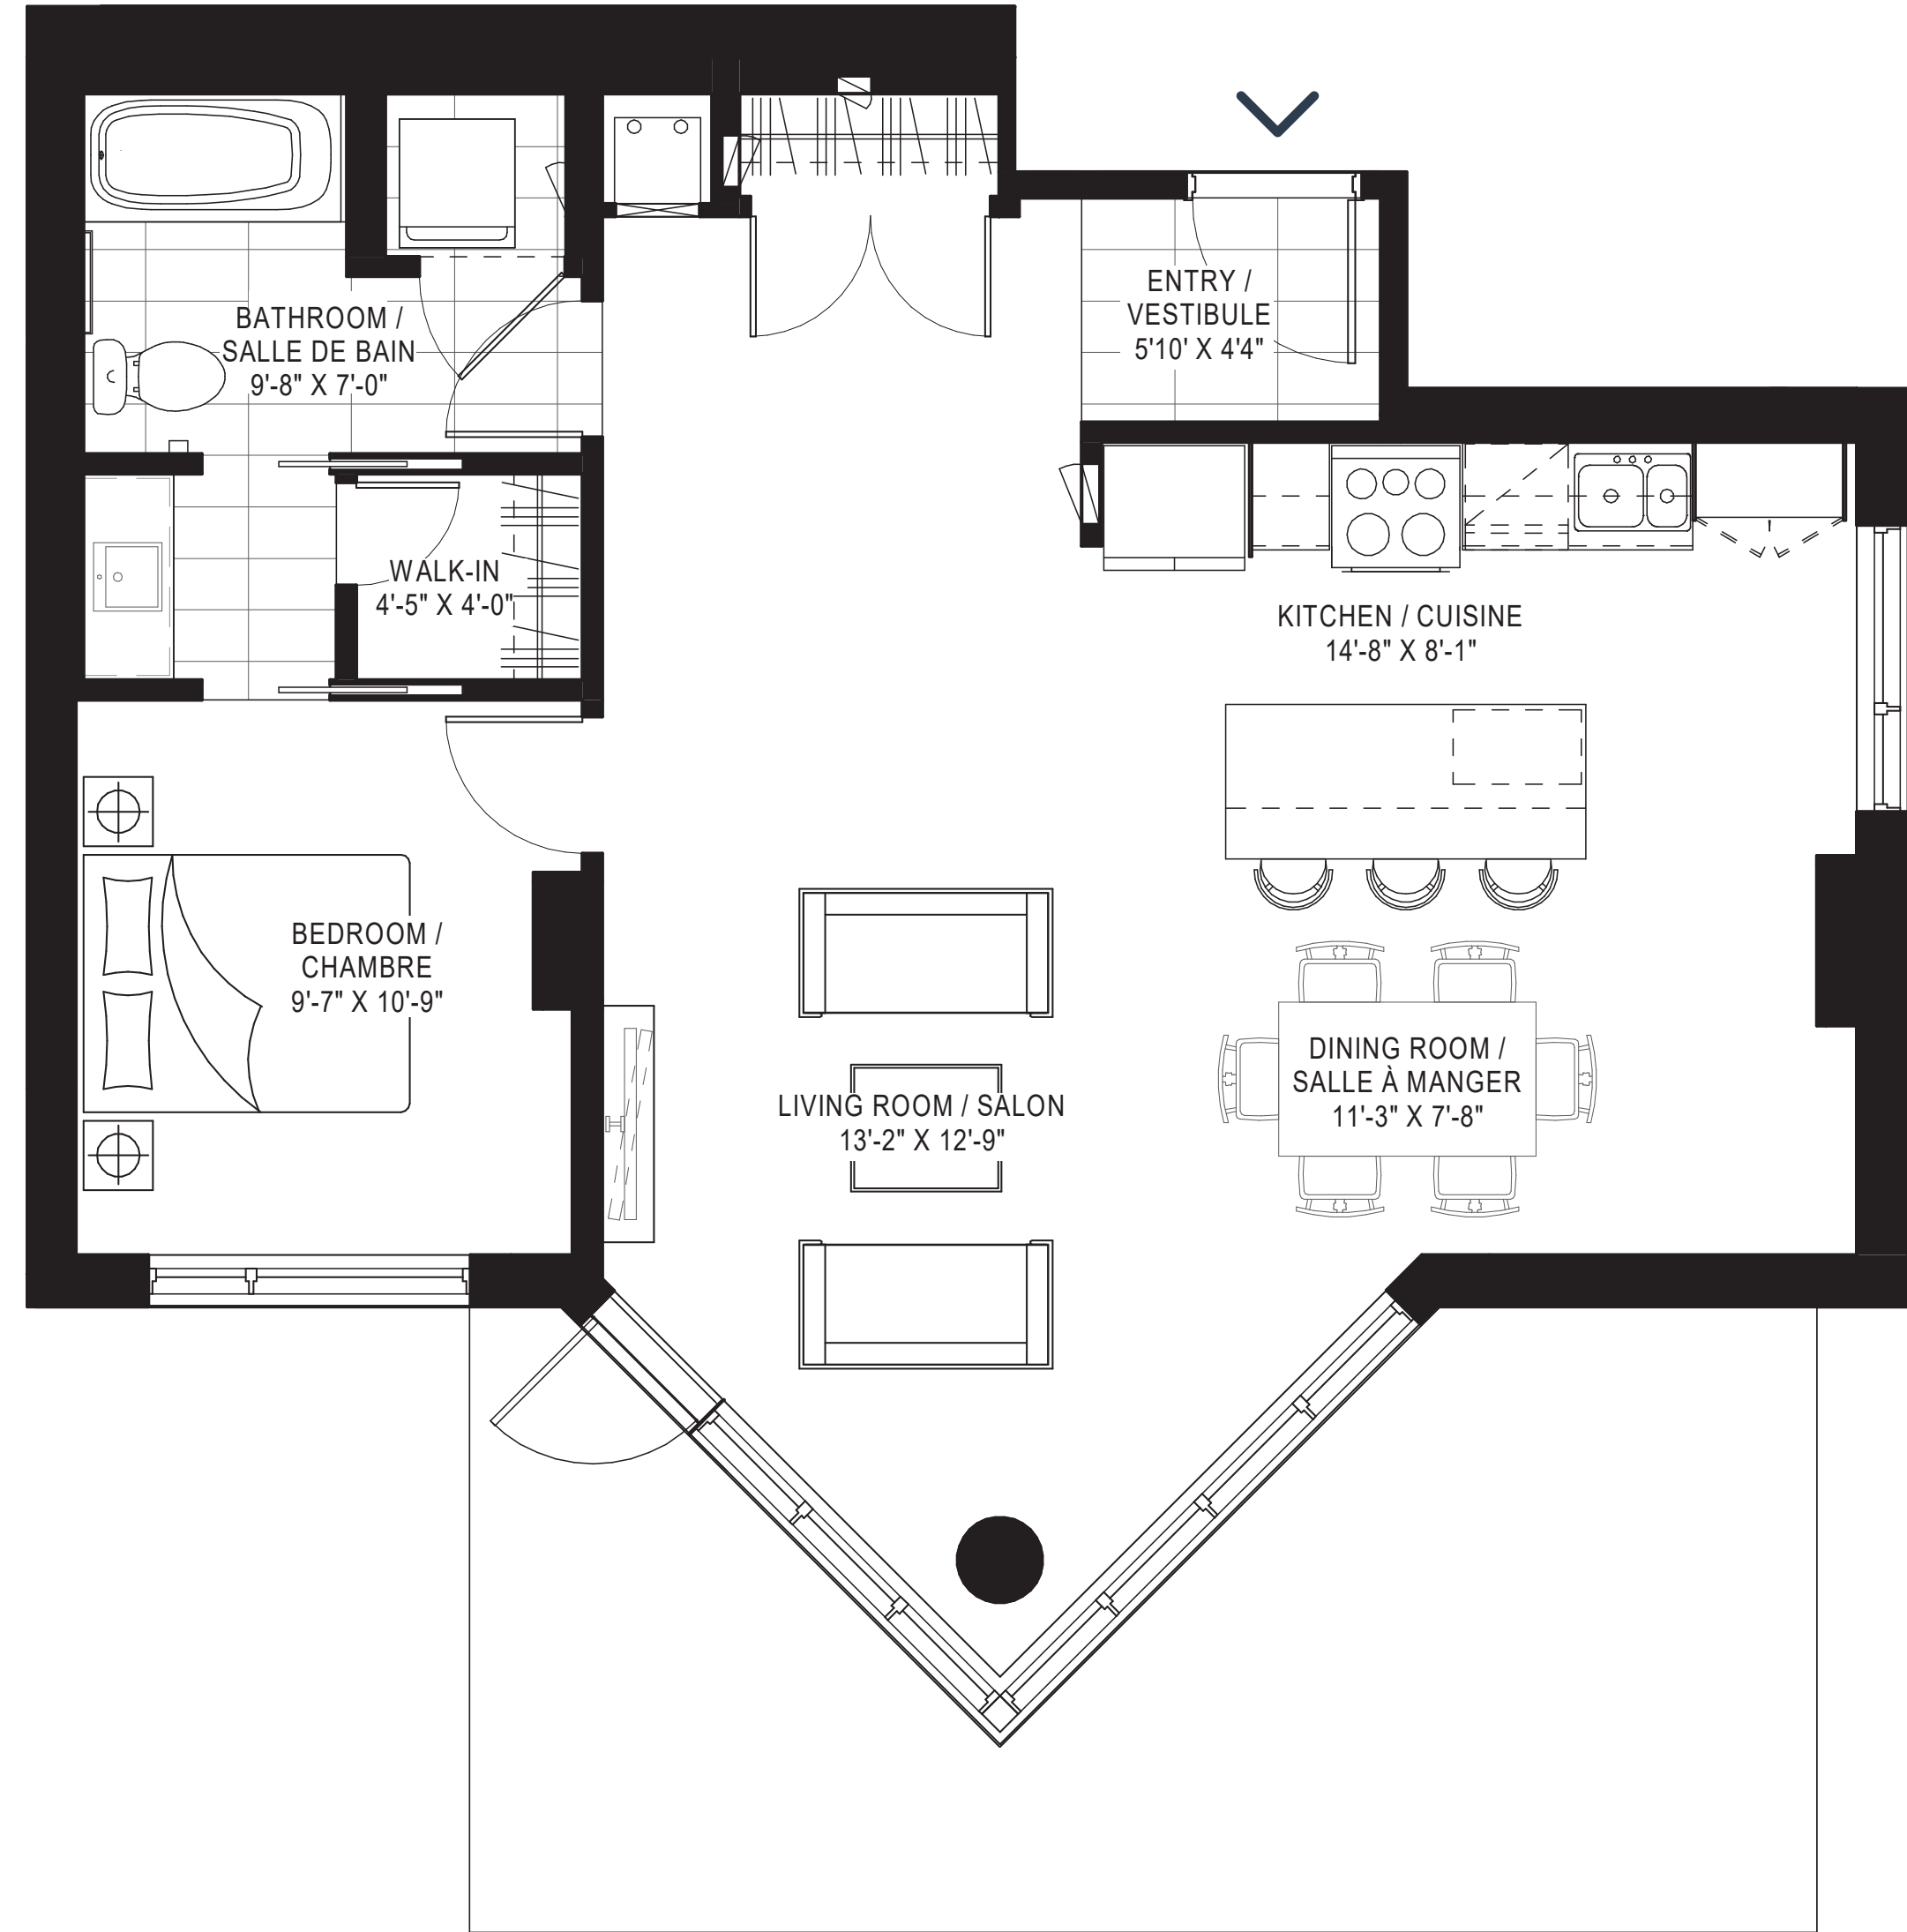 ENTRY /
VESTIBULE
5'10' X 4'4"
BATHROOM /
SALLE DE BAIN
9'-8" X 7'-0"
WALK-IN
4'-5" X 4'-0"
KITCHEN / CUISINE
14'-8" X 8'-1"
BEDROOM /
CHAMBRE
9'-7" X 10'-9"
LIVING ROOM / SALON
13'-2" X 12'-9"
DINING ROOM /
SALLE À MANGER
11'-3" X 7'-8"